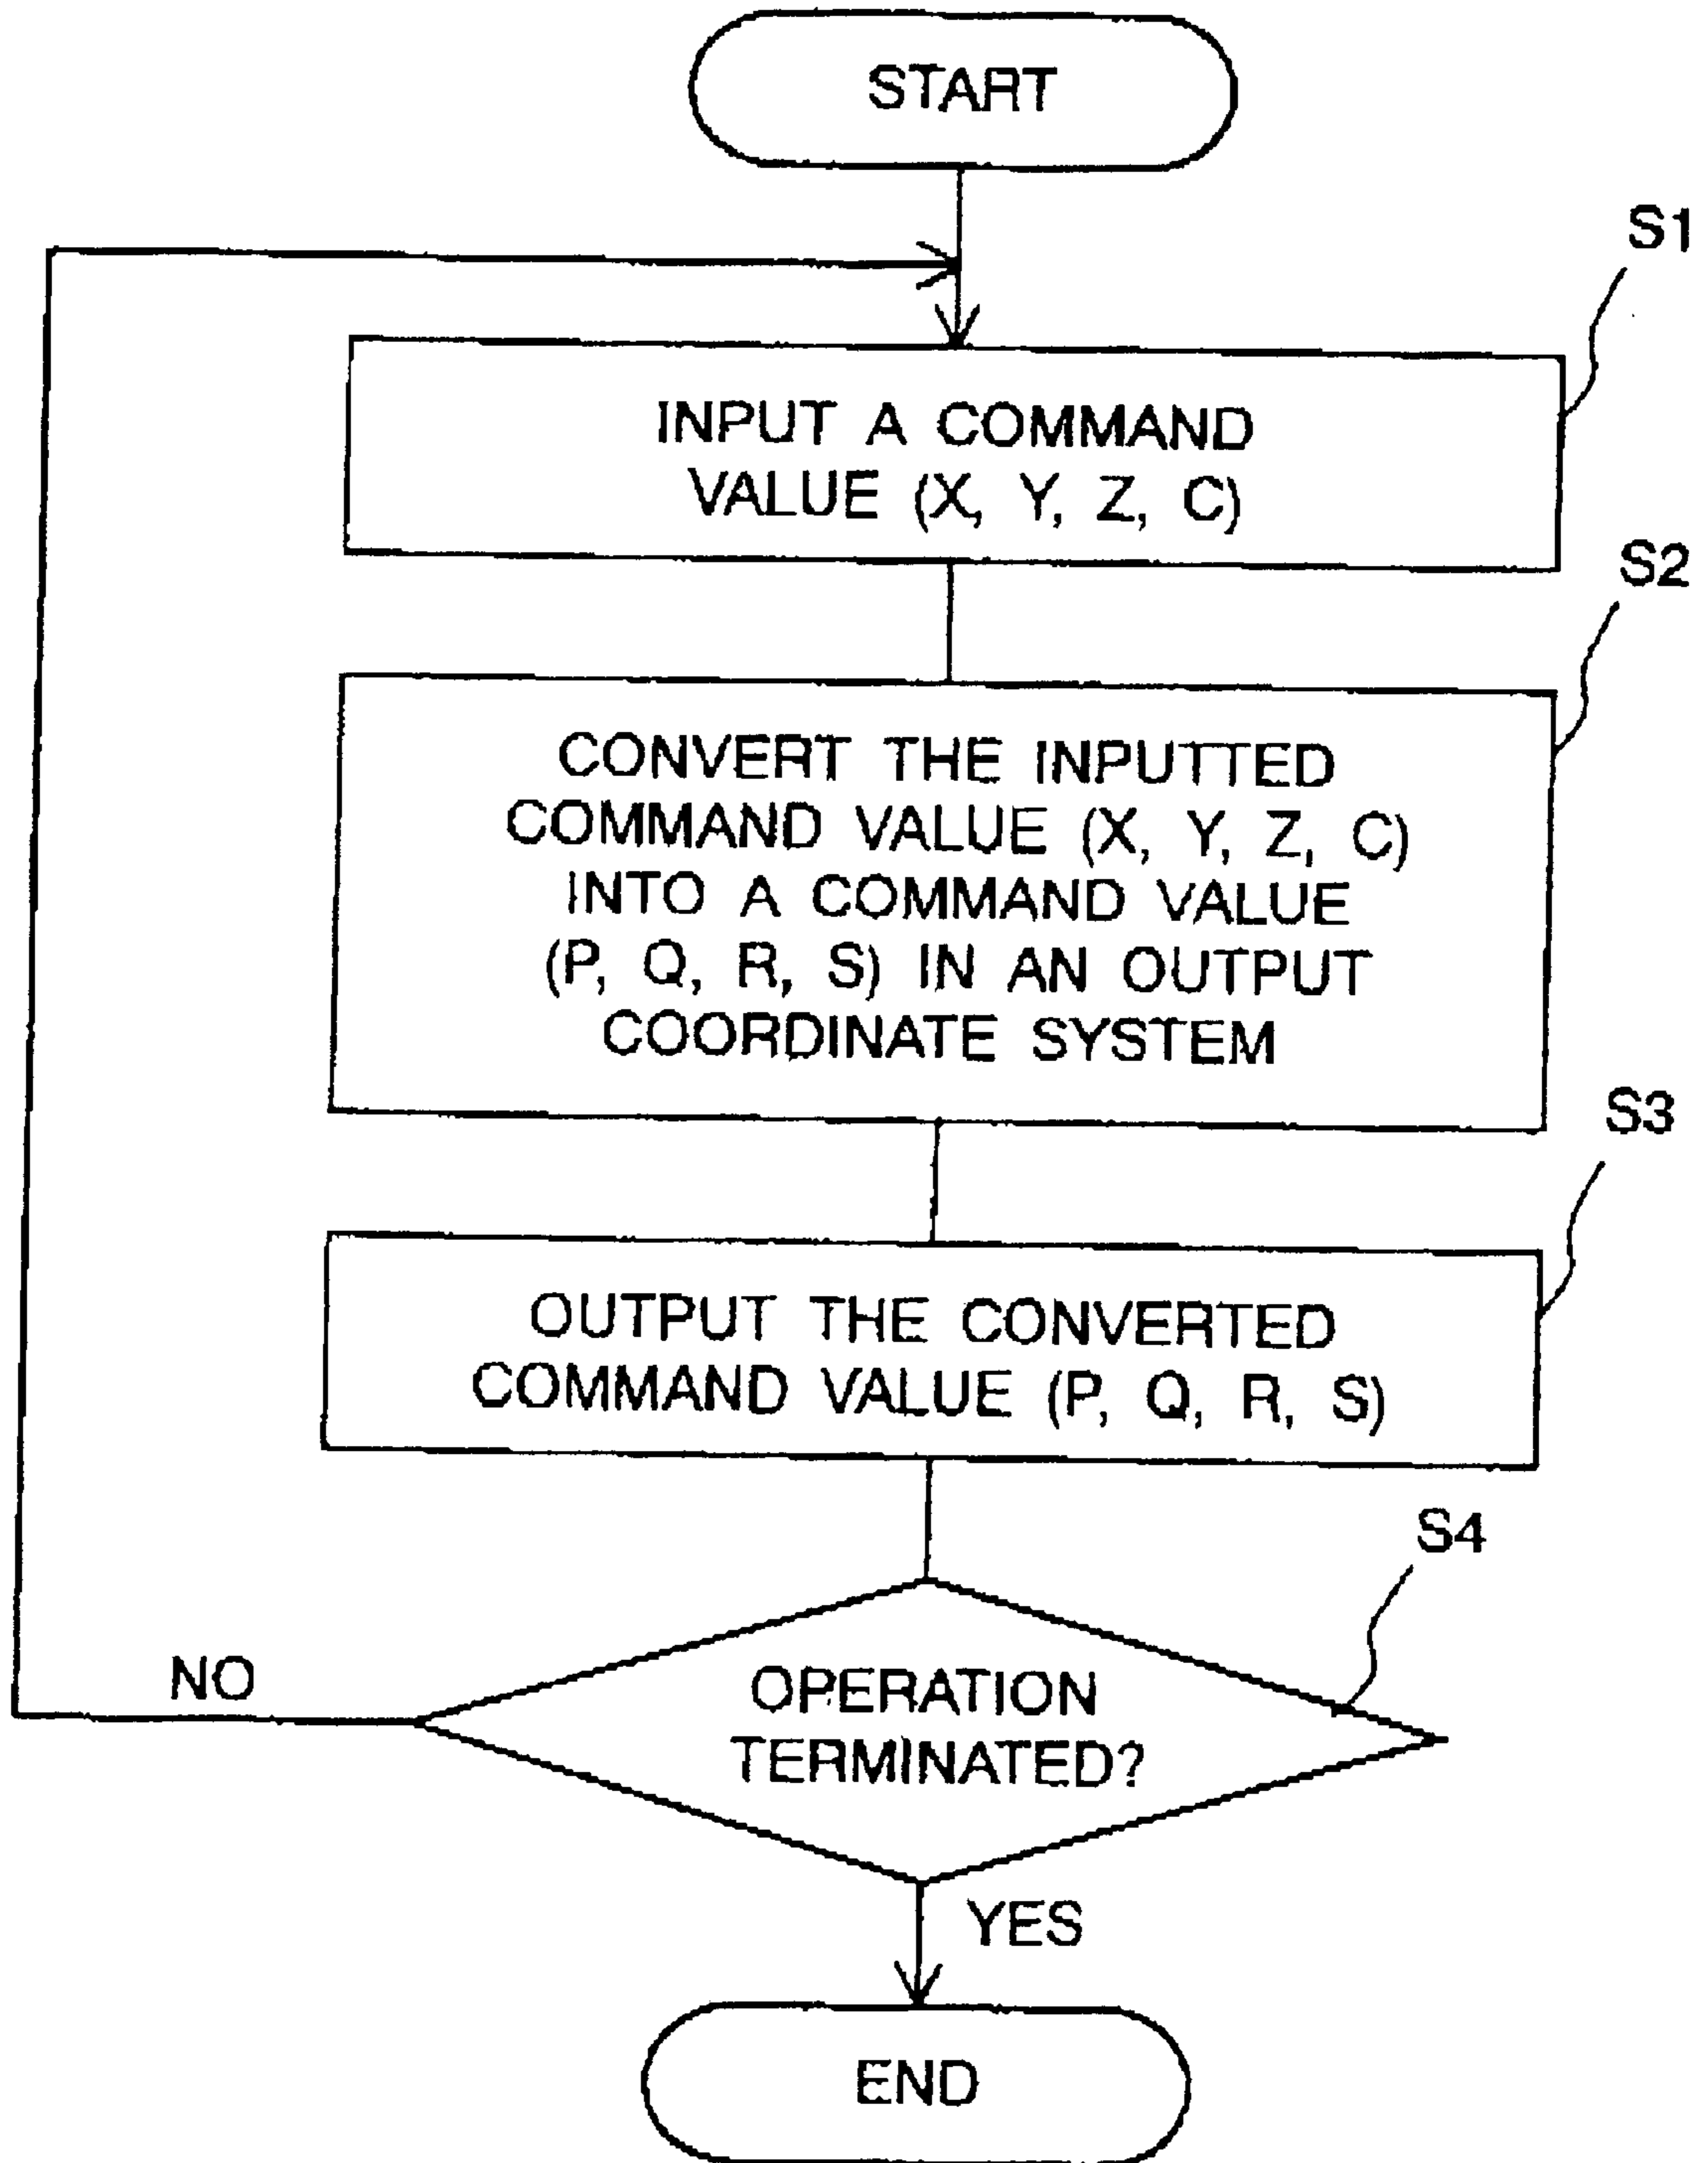 START
S1
INPUT A COMMAND
VALUE (X, Y, Z, C)
S2
CONVERT THE INPUTTED
COMMAND VALUE (X, Y, Z, C)
INTO A COMMAND VALUE
(P, Q, R, S) IN AN OUTPUT
COORDINATE SYSTEM
S3
OUTPUT THE CONVERTED
COMMAND VALUE (P, Q, R, S)
S4
OPERATION
TERMINATED?
NO
YES
END